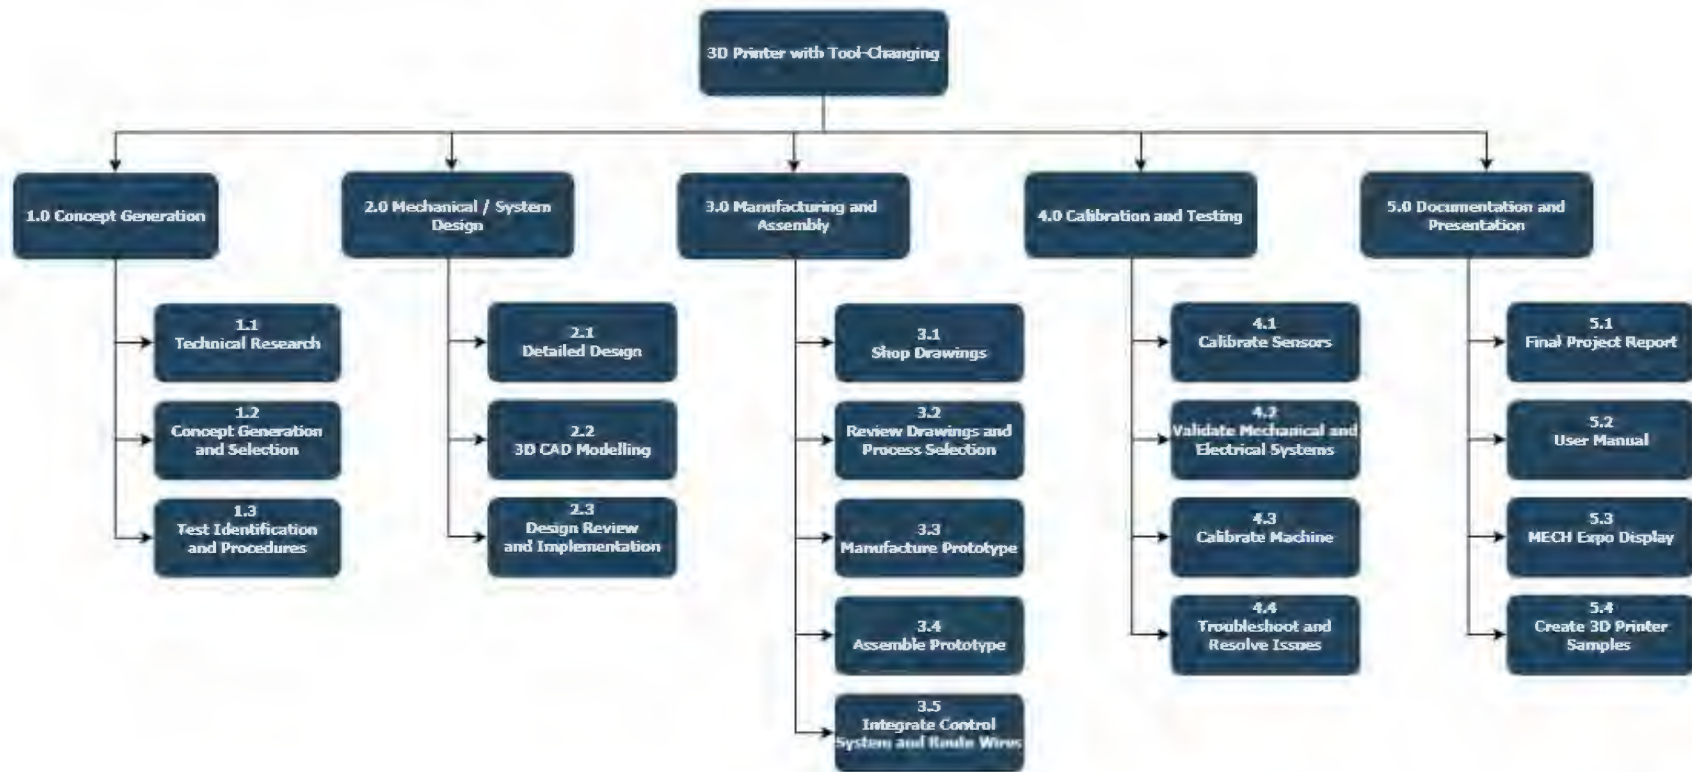 3D Printer with Tool-Changing
1.0 Concept Generation
2.0 Mechanical / System
Design
3.0 Manufacturing and
Assembly
4.0 Calibration and Testing
5.0 Documentation and
Presentation
1.1
Technical Research
1.2
Concept Generation
and Selection
1.3
Test Identification
and Procedures
2.1
Detailed Design
2.2
3D CAD Modelling
2.3
Design Review
and Implementation
3.1
Shop Drawings
3.2
Review Drawings and
Process Selection
3.3
Manufacture Prototype
3.4
Assemble Prototype
3.5
Integrate Control
System and Route Wires
4.1
Calibrate Sensors
4.2
Validate Mechanical and
Electrical Systems
4.3
Calibrate Machine
4.4
Troubleshoot and
Resolve Issues
5.1
Final Project Report
5.2
User Manual
5.3
MECH Expo Display
5.4
Create 3D Printer
Samples